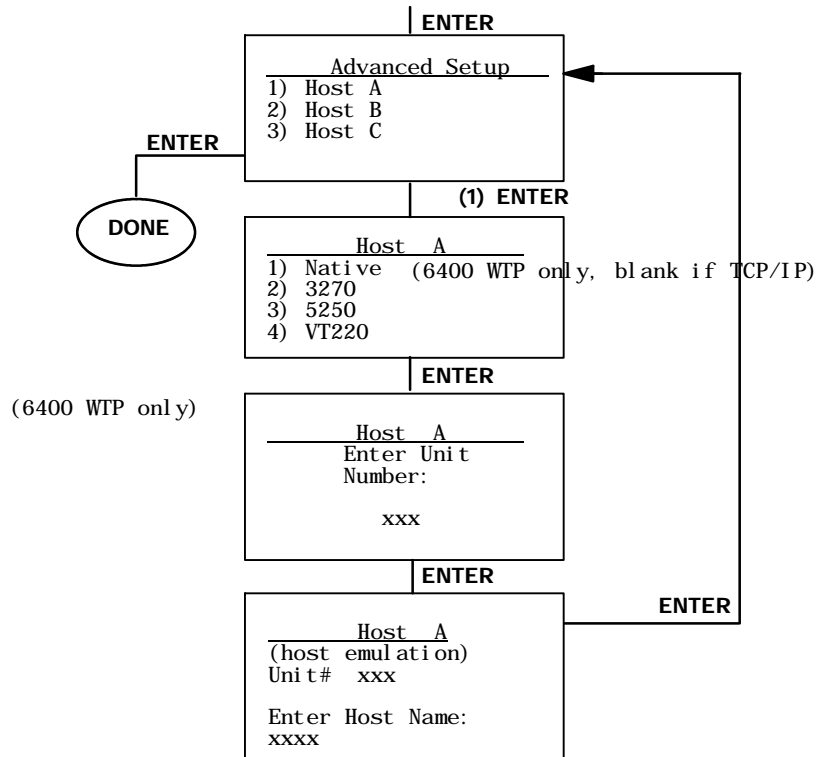 ENTER
Advanced Setup
1) Host A
2) Host B
3) Host C
ENTER
DONE
(1) ENTER
Host A
1) Native (6400 WTP only, blank if TCP/IP)
2) 3270
3) 5250
4) VT220
ENTER
(6400 WTP only)
Host A
Enter Unit
Number:
xxx
ENTER
ENTER
Host A
(host emulation)
Unit# xxx
Enter Host Name:
xxxx